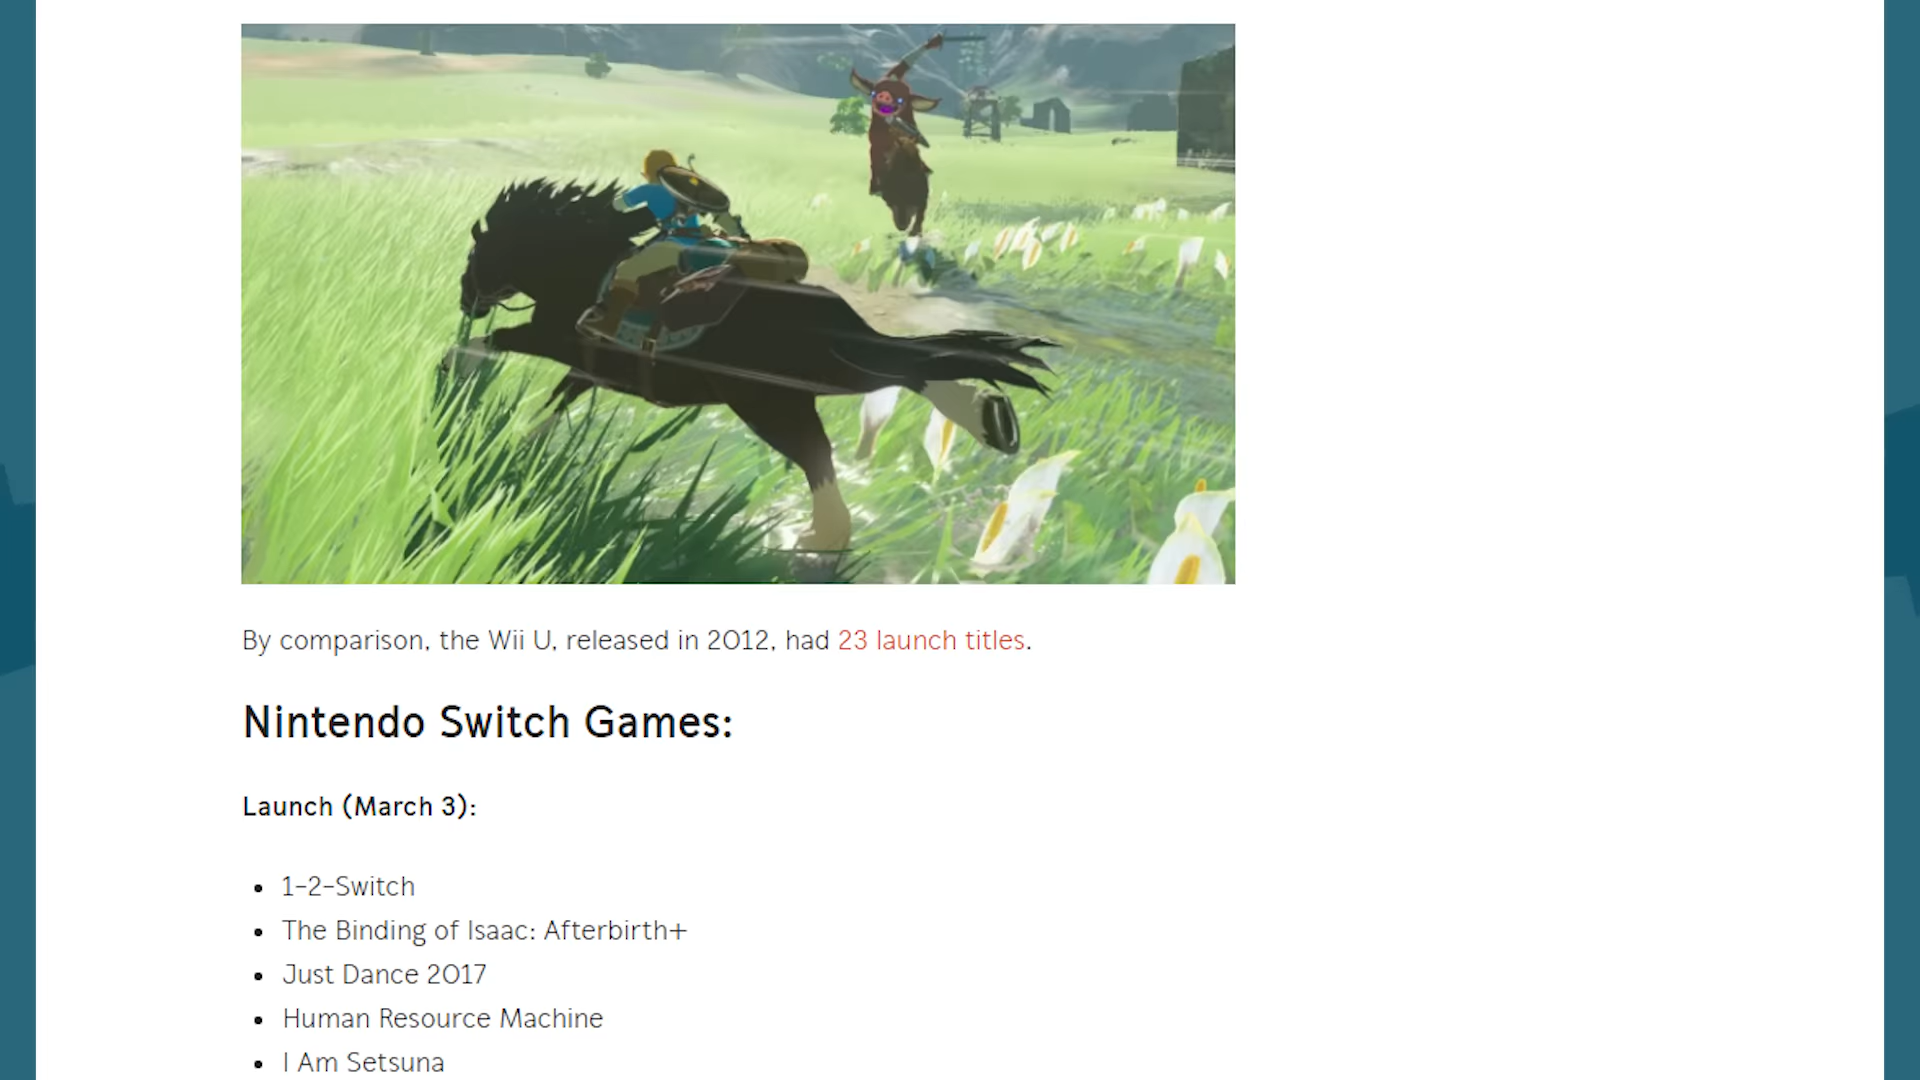 By comparison, the Wii U, released in 2012, had 23 launch titles.
Nintendo Switch Games:
Launch (March 3):
1-2-Switch
The Binding of Isaac: Afterbirth+
Just Dance 2017
Human Resource Machine
I Am Setsuna